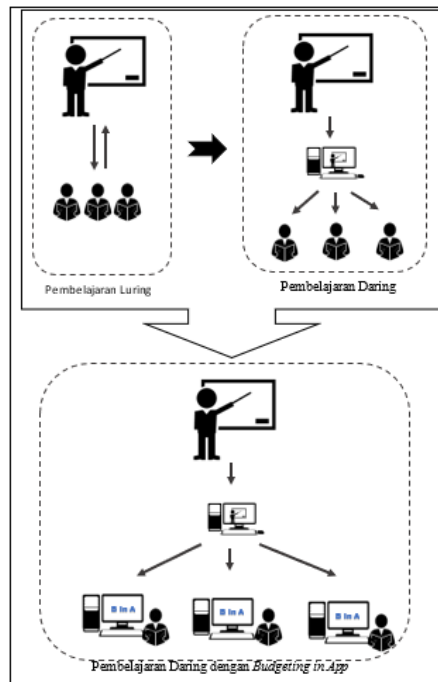 Pembelajaran Luring
Pembelajaran Daring
B in A
B in A
B in A
Pembelajaran Daring dengan Budgeting in App